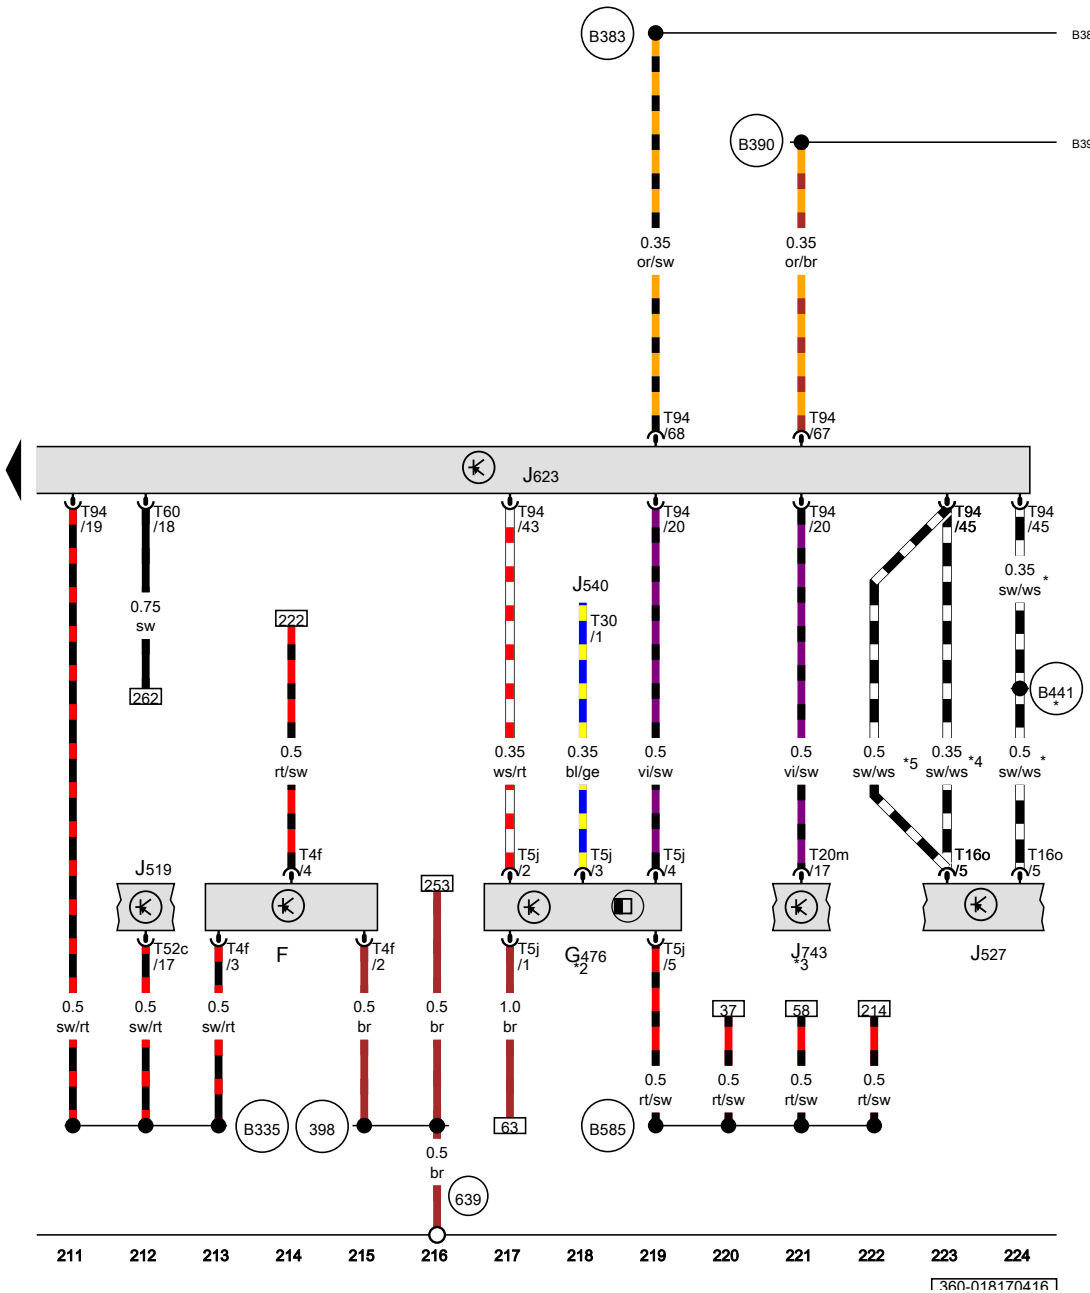 B383
B38
B390
B39
0.35
or/sw
0.35
or/br
T94
/68
T94
/67
J623
T94
/19
T60
/18
T94
/43
T94
/20
T94
/20
T94
/45
T94
/45
0.35
sw/ws*
J540
T30
/1
222
0.75
sw
262
B441
*
0.5
rt/sw
0.35
ws/rt
0.35
bl/ge
0.5
vi/sw
0.5
vi/sw
0.5
sw/ws
*5
0.35
sw/ws
*4
0.5
sw/ws*
J519
T4f
/4
253
T5j
/2
T5j
/3
T5j
/4
T20m
/17
T16o
/5
T16o
/5
T52c
/17
T4f
/3
F
T4f
/2
T5j
/1
G476
*2
T5j
/5
J743
*3
J527
0.5
sw/rt
0.5
sw/rt
0.5
sw/rt
0.5
br
0.5
br
1.0
br
37
58
214
0.5
rt/sw
0.5
rt/sw
0.5
rt/sw
0.5
rt/sw
B335
398
63
B585
0.5
br
639
211 212 213 214 215 216 217 218 219 220 221 222 223 224
360-018170416